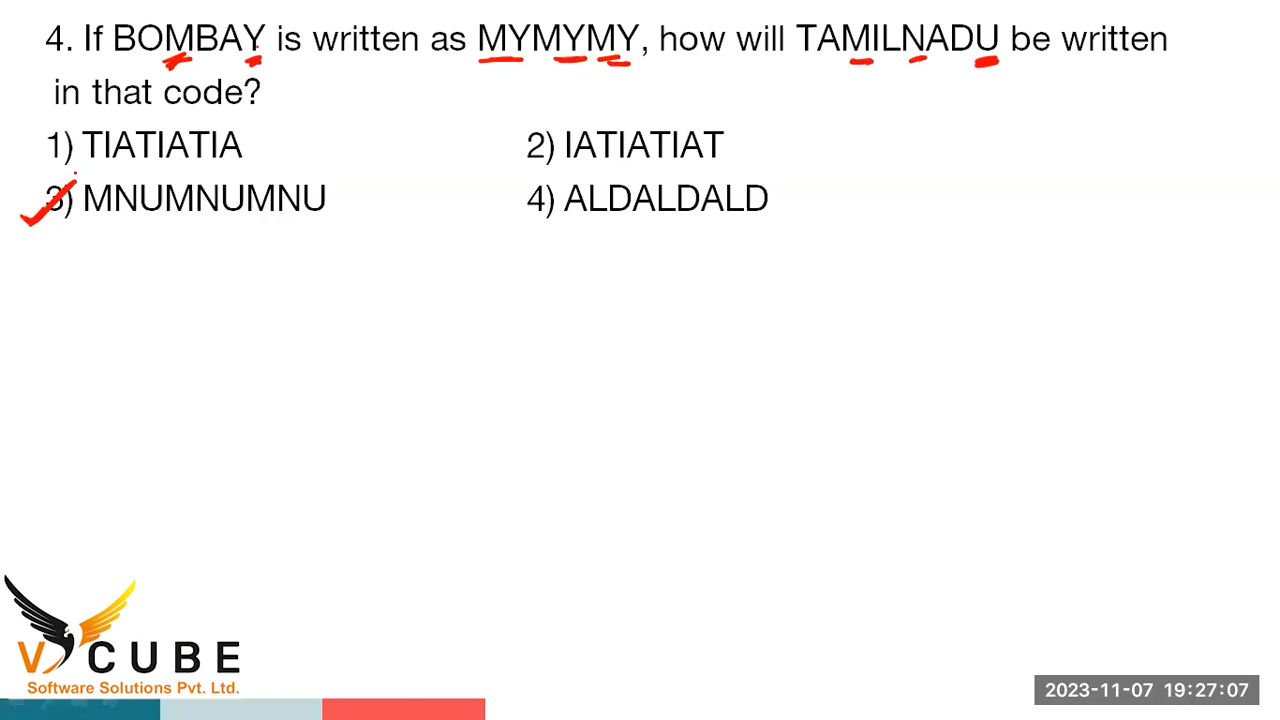 4. If BOMBAY is written as MYMYMY, how will TAMILNADU be written
in that code?
1) TIATIATIA 2) IATIATIAT
3) MNUMNUMNU 4) ALDALDALD
V CUBE
Software Solutions Pvt. Ltd.
2023-11-07 19:27:07